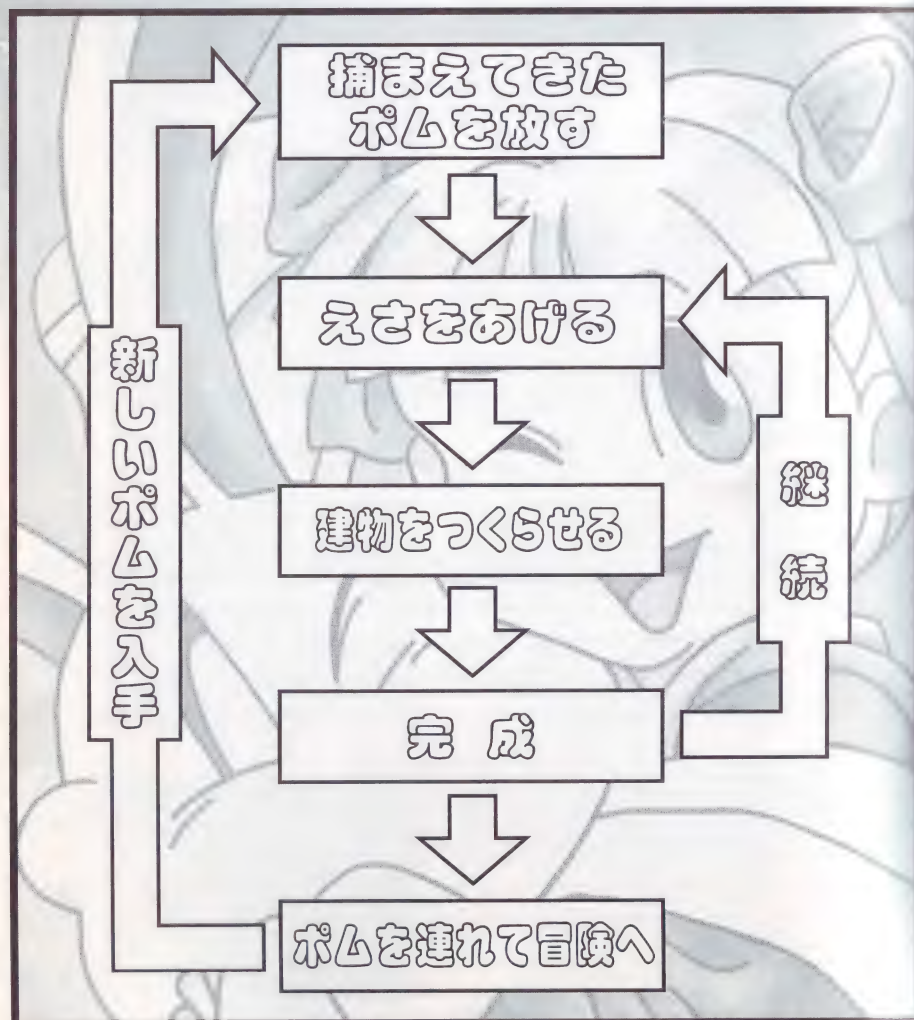 捕まえてきた
ポムを放す
えさをあげる
建物をつくらせる
完成
ポムを連れて冒険へ
継続
新しいポムを入手